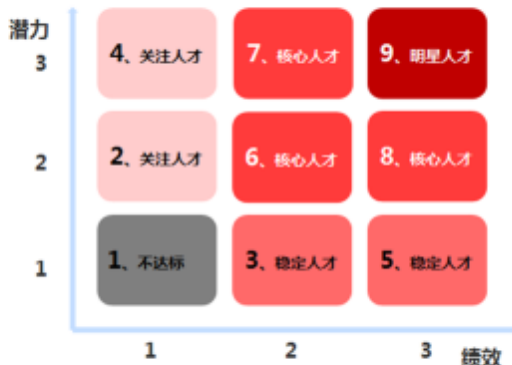 潜力
3
4、关注人才
7、核心人才
9、明星人才
2
2、关注人才
6、核心人才
8、核心人才
1
1、不达标
3、稳定人才
5、稳定人才
1
2
3
绩效